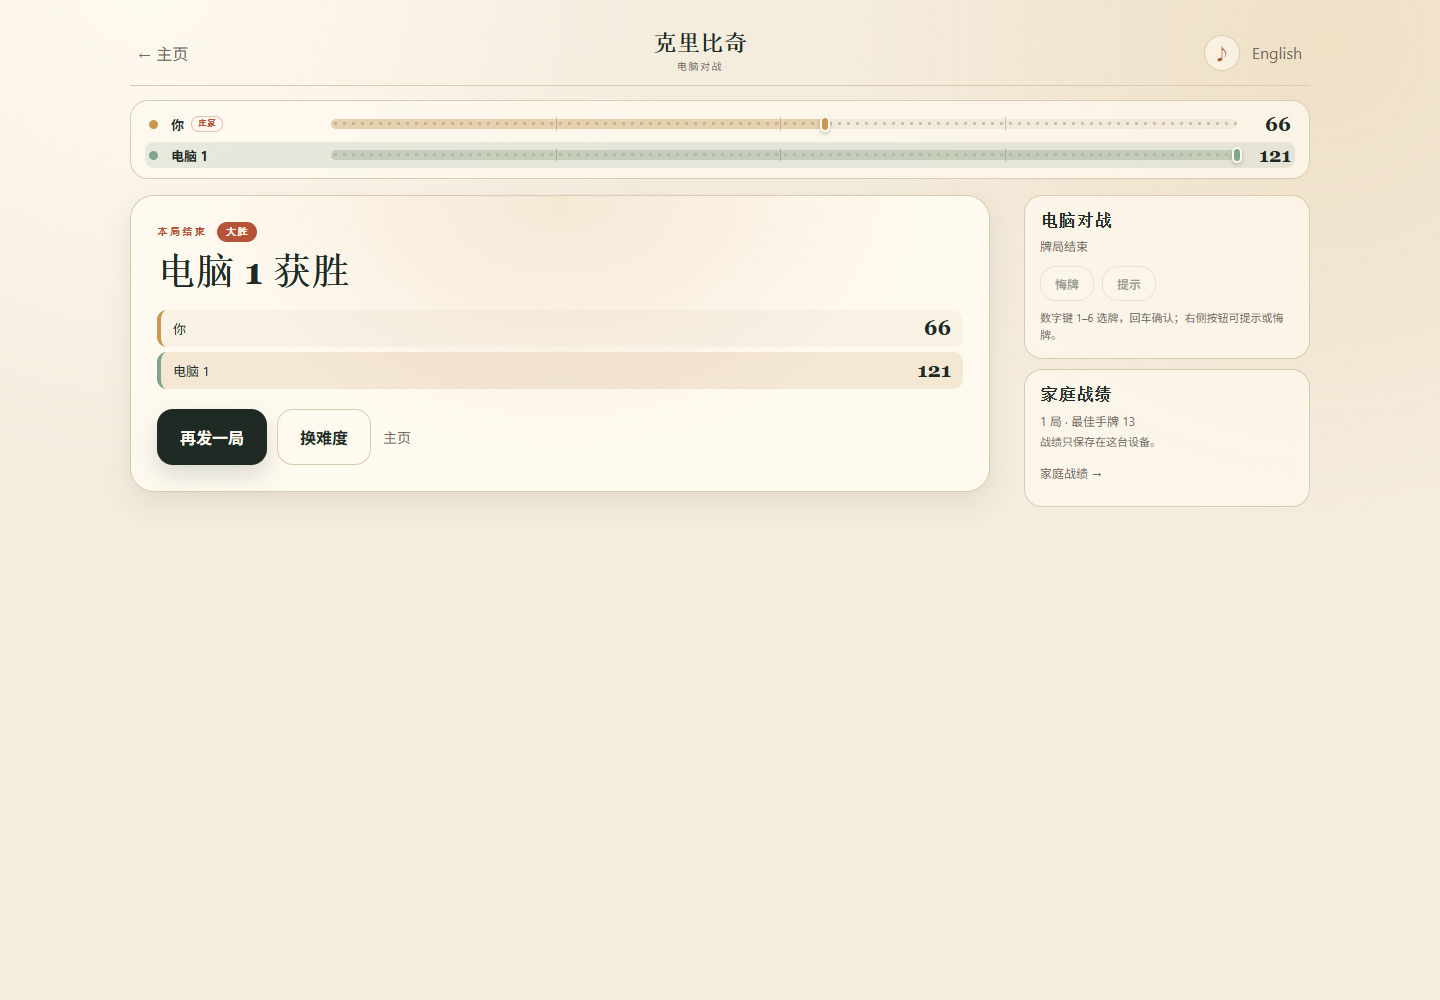 ← 主页
克里比奇
电脑对战
♪
English
你 庄家
66
电脑 1
121
本局结束 大胜
电脑 1 获胜
你 66
电脑 1 121
再发一局 换难度 主页
电脑对战
牌局结束
悔牌 提示
数字键 1–6 选牌，回车确认；右侧按钮可提示或悔
牌。
家庭战绩
1 局 · 最佳手牌 13
战绩只保存在这台设备。
家庭战绩 →